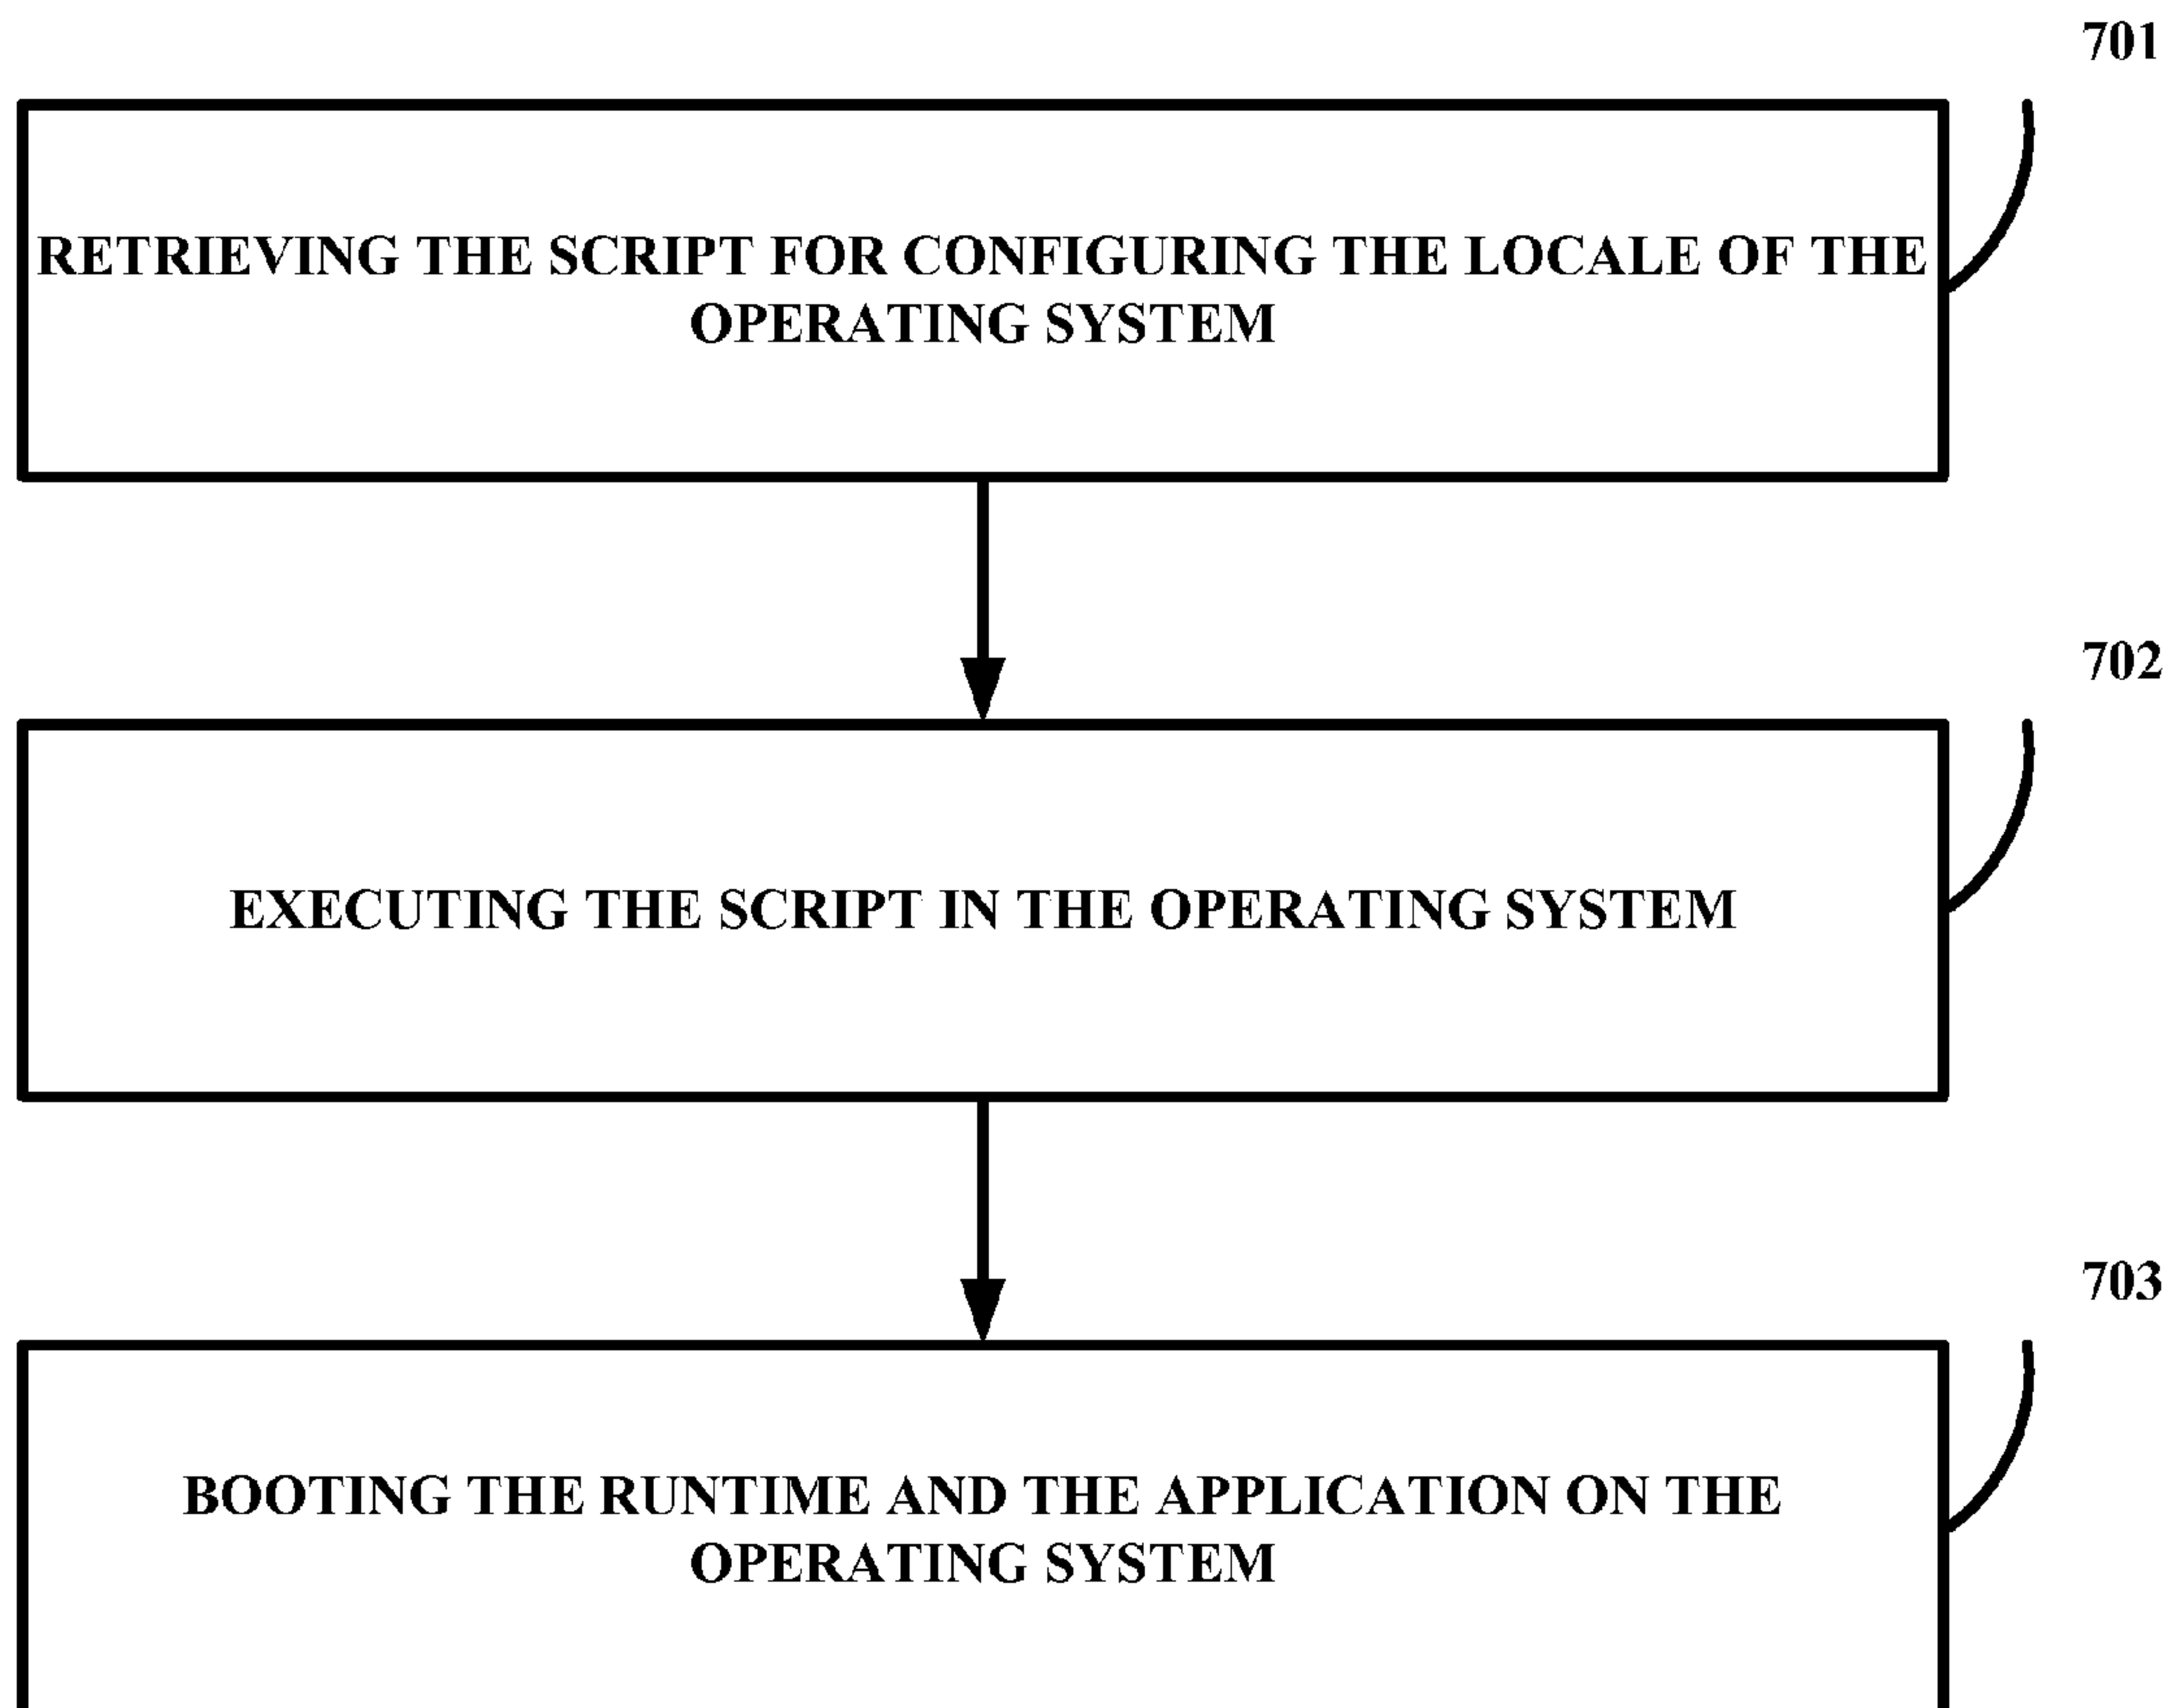 701
RETRIEVING THE SCRIPT FOR CONFIGURING THE LOCALE OF THE
OPERATING SYSTEM
702
EXECUTING THE SCRIPT IN THE OPERATING SYSTEM
703
BOOTING THE RUNTIME AND THE APPLICATION ON THE
OPERATING SYSTEM